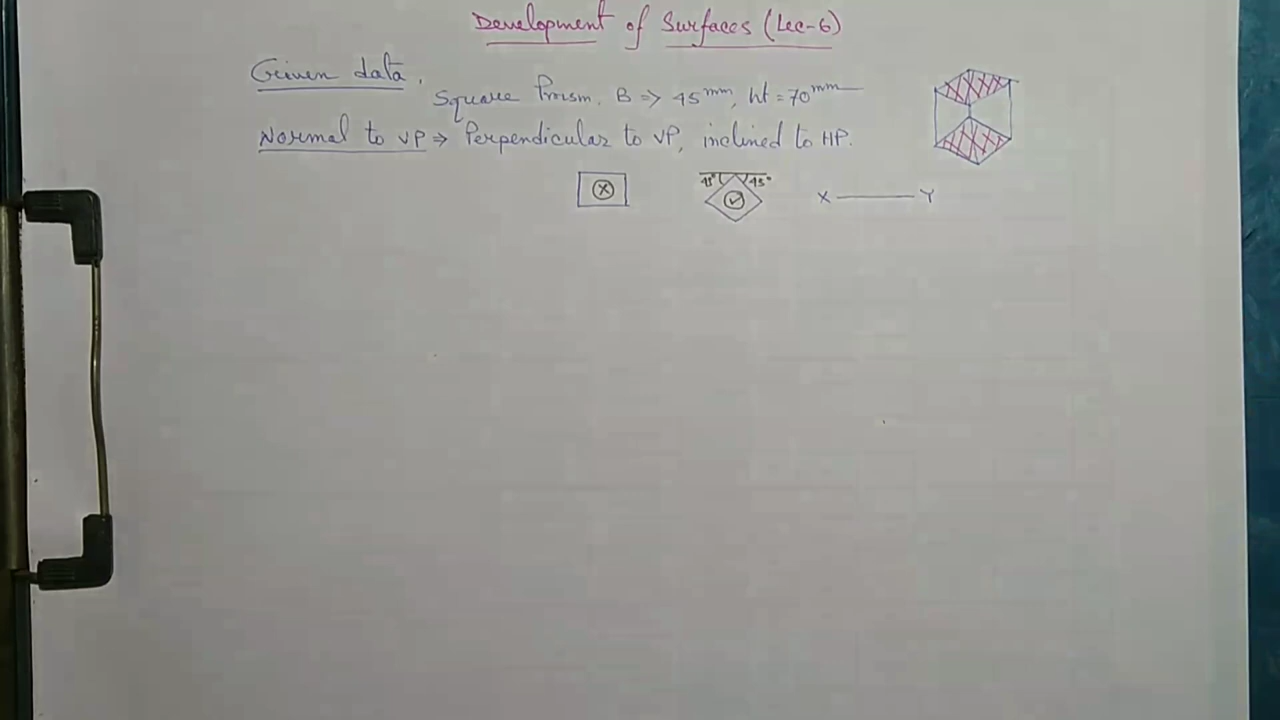 Development of Surfaces (Lec-6)
Given data,
Square Prism. B => 45mm, ht = 70mm
Normal to VP => Perpendicular to VP, inclined to HP.
45° 45° X Y